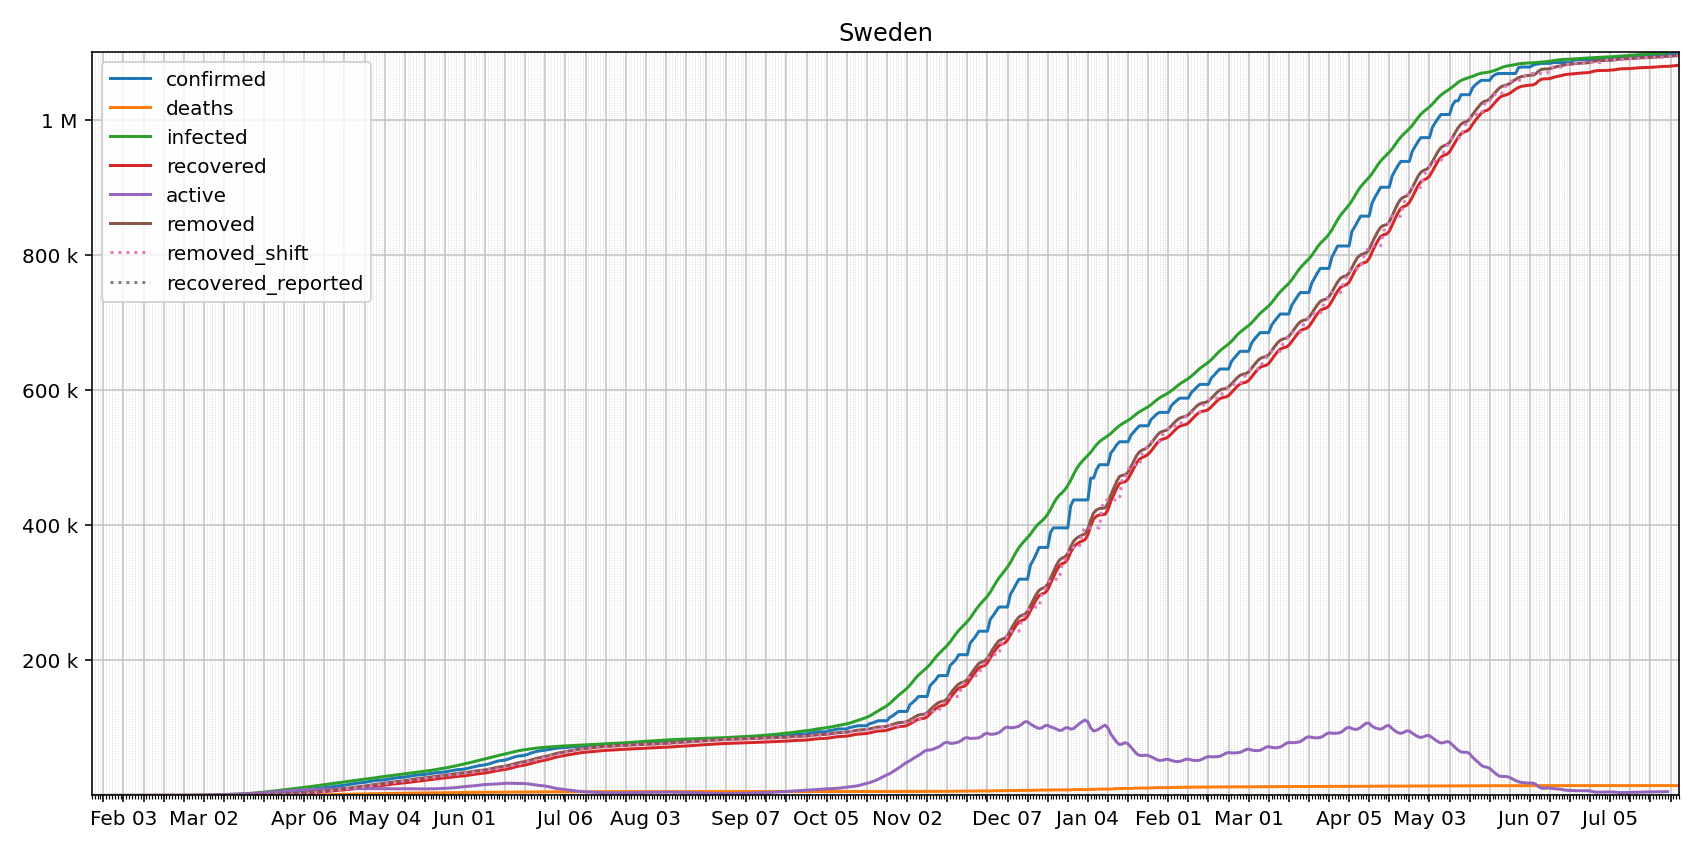 Sweden
confirmed
deaths
infected
recovered
active
removed
removed_shift
recovered_reported
1 M
800 k
600 k
400 k
200 k
Feb 03 Mar 02 Apr 06 May 04 Jun 01 Jul 06 Aug 03 Sep 07 Oct 05 Nov 02 Dec 07 Jan 04 Feb 01 Mar 01 Apr 05 May 03 Jun 07 Jul 05